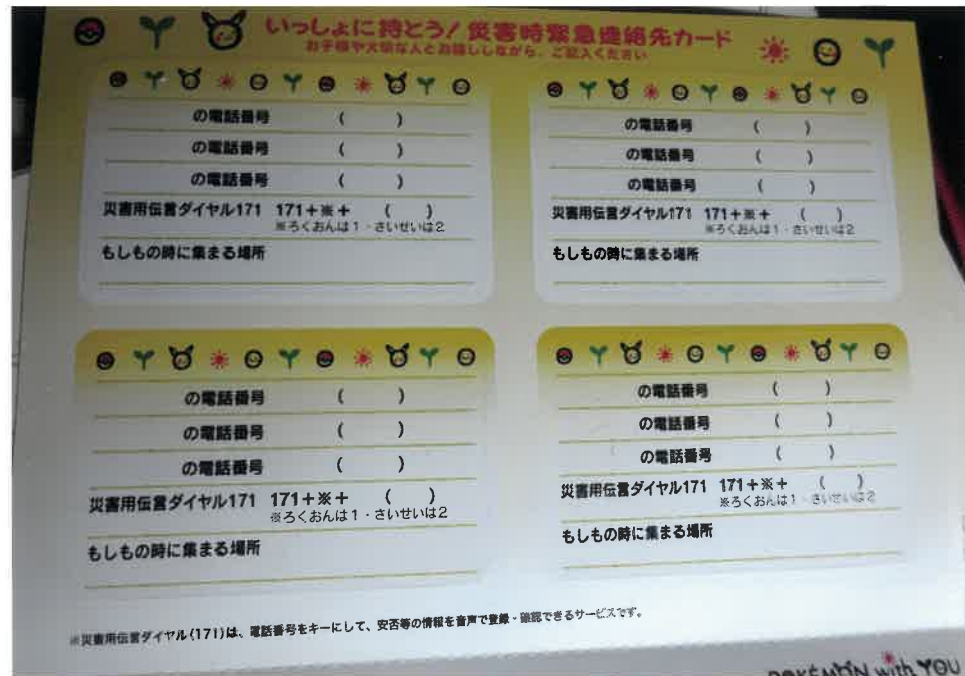 いっしょに持とう! 災害時緊急連絡先カード
お子様や大切な人とお話ししながら、ご記入ください
の電話番号 ( )
の電話番号 ( )
の電話番号 ( )
災害用伝言ダイヤル171 171+※+ ( )
※ろくおんは1・さいせいは2
もしもの時に集まる場所
の電話番号 ( )
の電話番号 ( )
の電話番号 ( )
災害用伝言ダイヤル171 171+※+ ( )
※ろくおんは1・さいせいは2
もしもの時に集まる場所
の電話番号 ( )
の電話番号 ( )
の電話番号 ( )
災害用伝言ダイヤル171 171+※+ ( )
※ろくおんは1・さいせいは2
もしもの時に集まる場所
の電話番号 ( )
の電話番号 ( )
の電話番号 ( )
災害用伝言ダイヤル171 171+※+ ( )
※ろくおんは1・さいせいは2
もしもの時に集まる場所
※災害用伝言ダイヤル(171)は、電話番号をキーにして、安否等の情報を音声で登録・確認できるサービスです。
POKÉMON with YOU